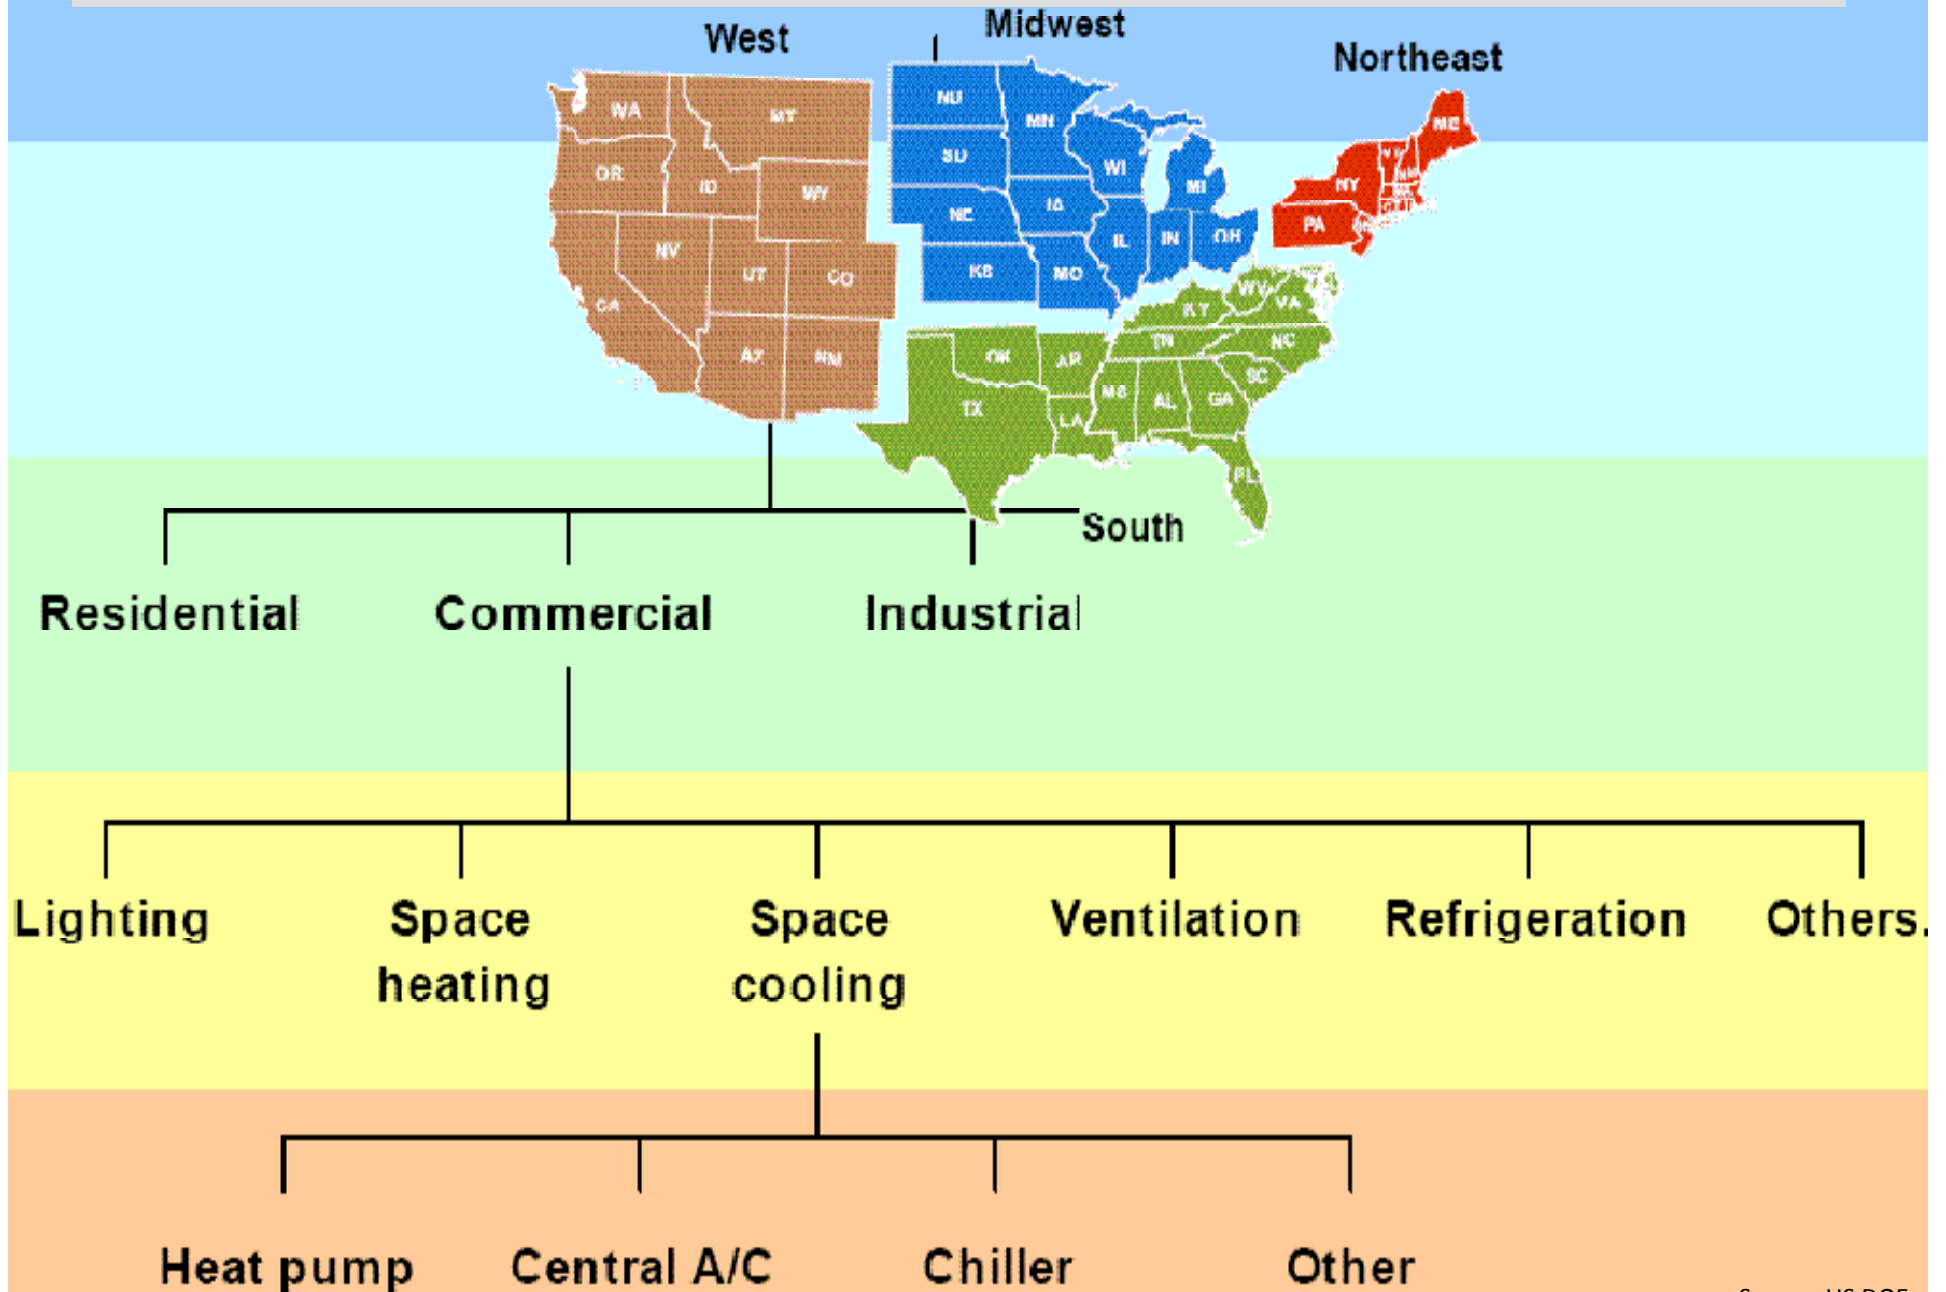 Midwest
West
Northeast
WA
MT
ND
MN
ME
OR
ID
WY
SD
WI
MI
NY
NE
IA
PA
NV
UT
CO
KS
MO
IL
IN
OH
CA
AZ
NM
OK
AR
TN
KY
WV
VA
NC
SC
TX
LA
MS
AL
GA
FL
South
Residential Commercial Industrial
Lighting Space Space Ventilation Refrigeration Others.
heating cooling
Heat pump Central A/C Chiller Other